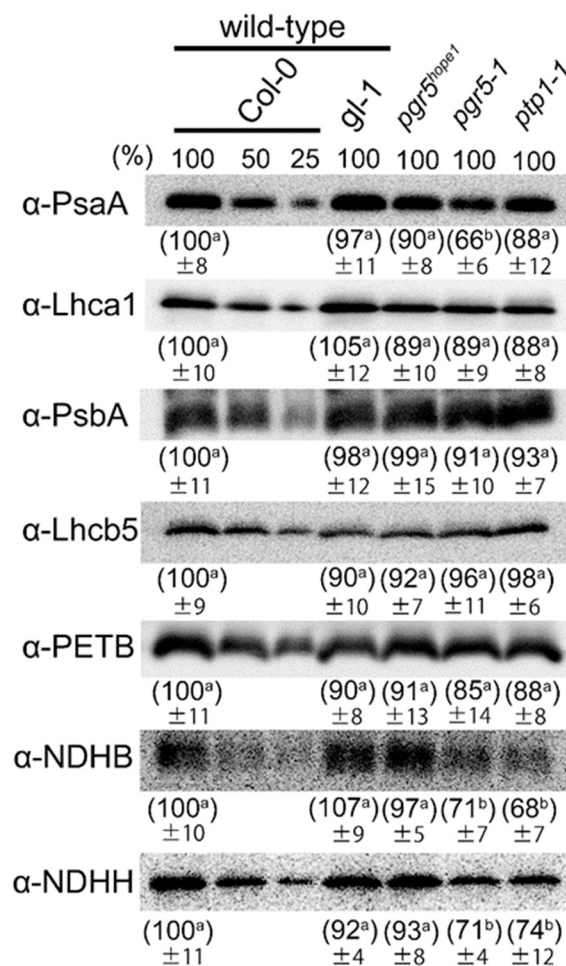 wild-type
Col-0 gl-1 pgr5hope1 pgr5-1 ptp1-1
(%) 100 50 25 100 100 100 100
α-PsaA
(100ᵃ) (97ᵃ) (90ᵃ) (66ᵇ) (88ᵃ)
±8 ±11 ±8 ±6 ±12
α-Lhca1
(100ᵃ) (105ᵃ) (89ᵃ) (89ᵃ) (88ᵃ)
±10 ±12 ±10 ±9 ±8
α-PsbA
(100ᵃ) (98ᵃ) (99ᵃ) (91ᵃ) (93ᵃ)
±11 ±12 ±15 ±10 ±7
α-Lhcb5
(100ᵃ) (90ᵃ) (92ᵃ) (96ᵃ) (98ᵃ)
±9 ±10 ±7 ±11 ±6
α-PETB
(100ᵃ) (90ᵃ) (91ᵃ) (85ᵃ) (88ᵃ)
±11 ±8 ±13 ±14 ±8
α-NDHB
(100ᵃ) (107ᵃ) (97ᵃ) (71ᵇ) (68ᵇ)
±10 ±9 ±5 ±7 ±7
α-NDHH
(100ᵃ) (92ᵃ) (93ᵃ) (71ᵇ) (74ᵇ)
±11 ±4 ±8 ±4 ±12